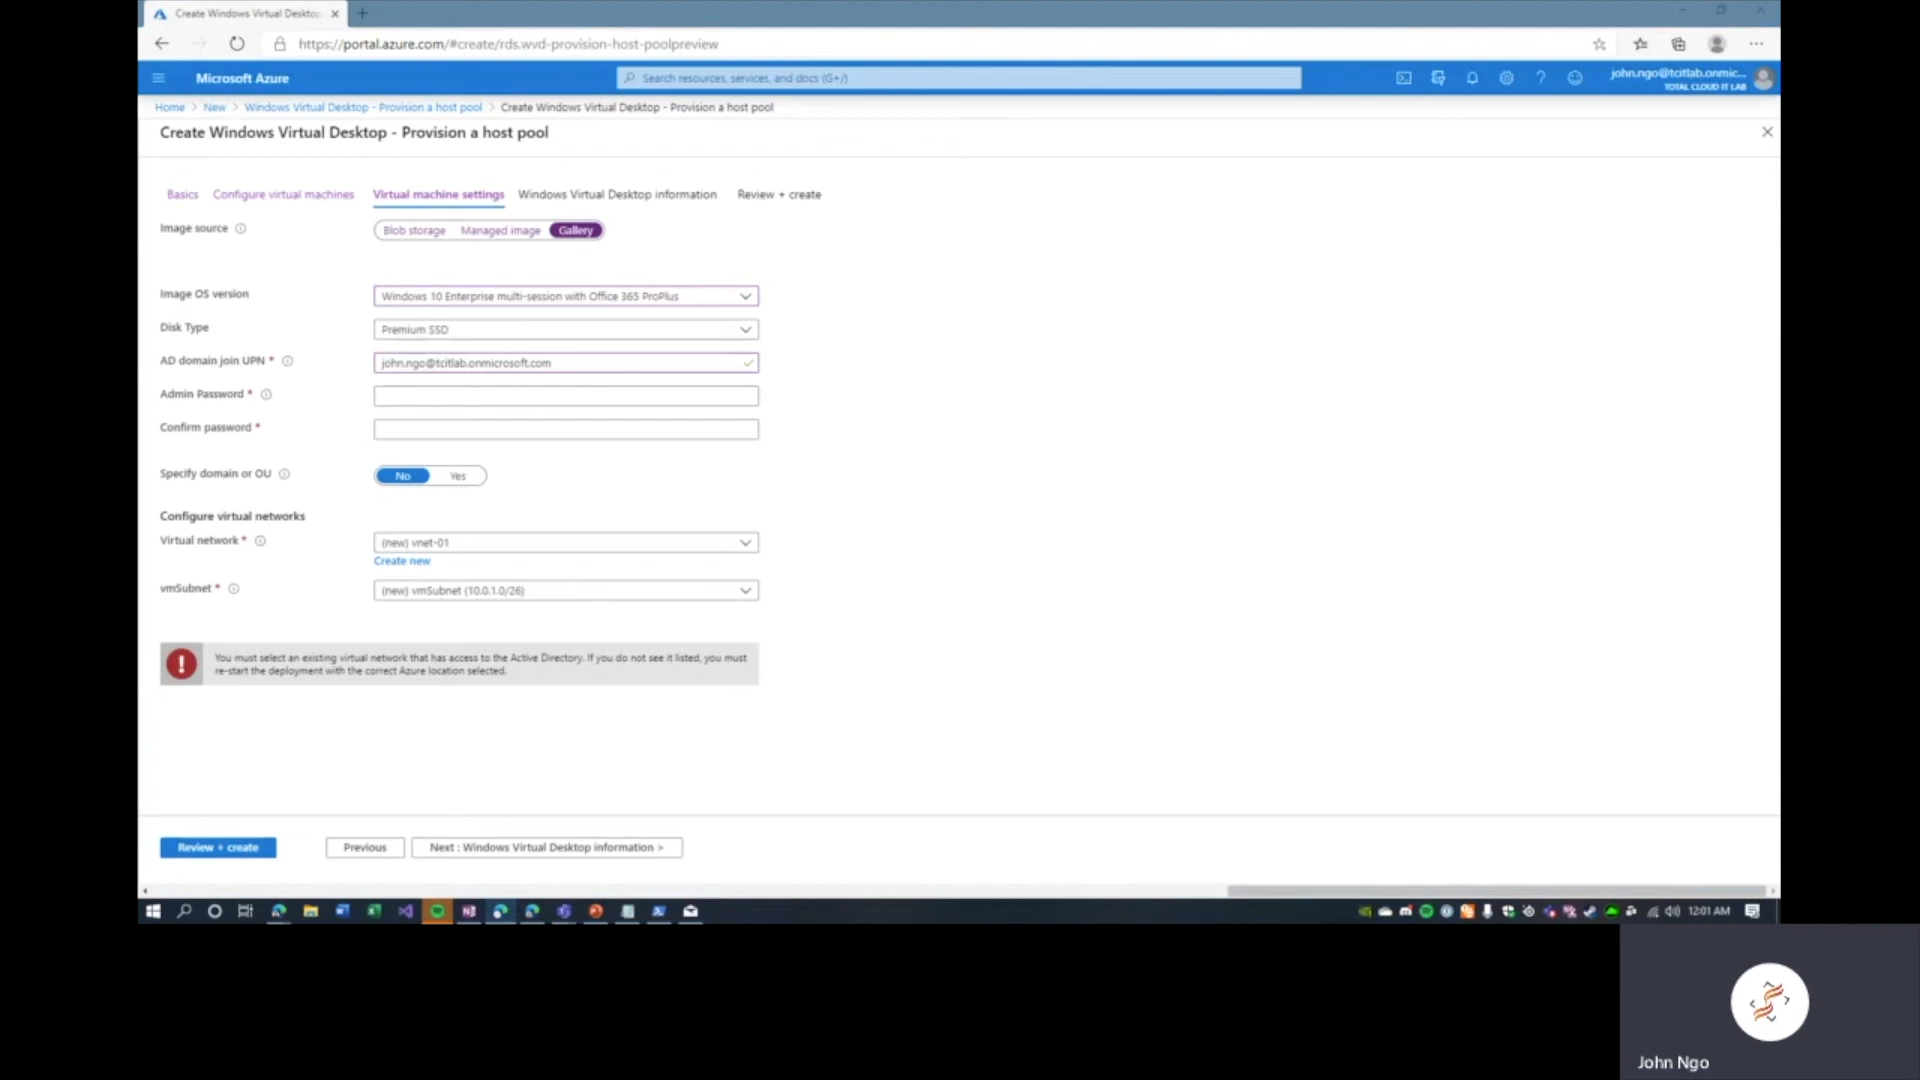 Create Windows Virtual Desktop
https://portal.azure.com/#create/rds.wvd-provision-host-poolpreview
Microsoft Azure
Search resources, services, and docs (G+/)
john.ngo@tcitlab.onmic...
TOTAL CLOUD IT LAB
Home > New > Windows Virtual Desktop - Provision a host pool > Create Windows Virtual Desktop - Provision a host pool
Create Windows Virtual Desktop - Provision a host pool
Basics Configure virtual machines Virtual machine settings Windows Virtual Desktop information Review + create
Image source Blob storage Managed image Gallery
Image OS version Windows 10 Enterprise multi-session with Office 365 ProPlus
Disk Type Premium SSD
AD domain join UPN * john.ngo@tcitlab.onmicrosoft.com
Admin Password *
Confirm password *
Specify domain or OU No Yes
Configure virtual networks
Virtual network * (new) vnet-01
Create new
vmSubnet * (new) vmSubnet (10.0.1.0/26)
You must select an existing virtual network that has access to the Active Directory. If you do not see it listed, you must
re-start the deployment with the correct Azure location selected.
Review + create Previous Next : Windows Virtual Desktop information >
12:01 AM
John Ngo